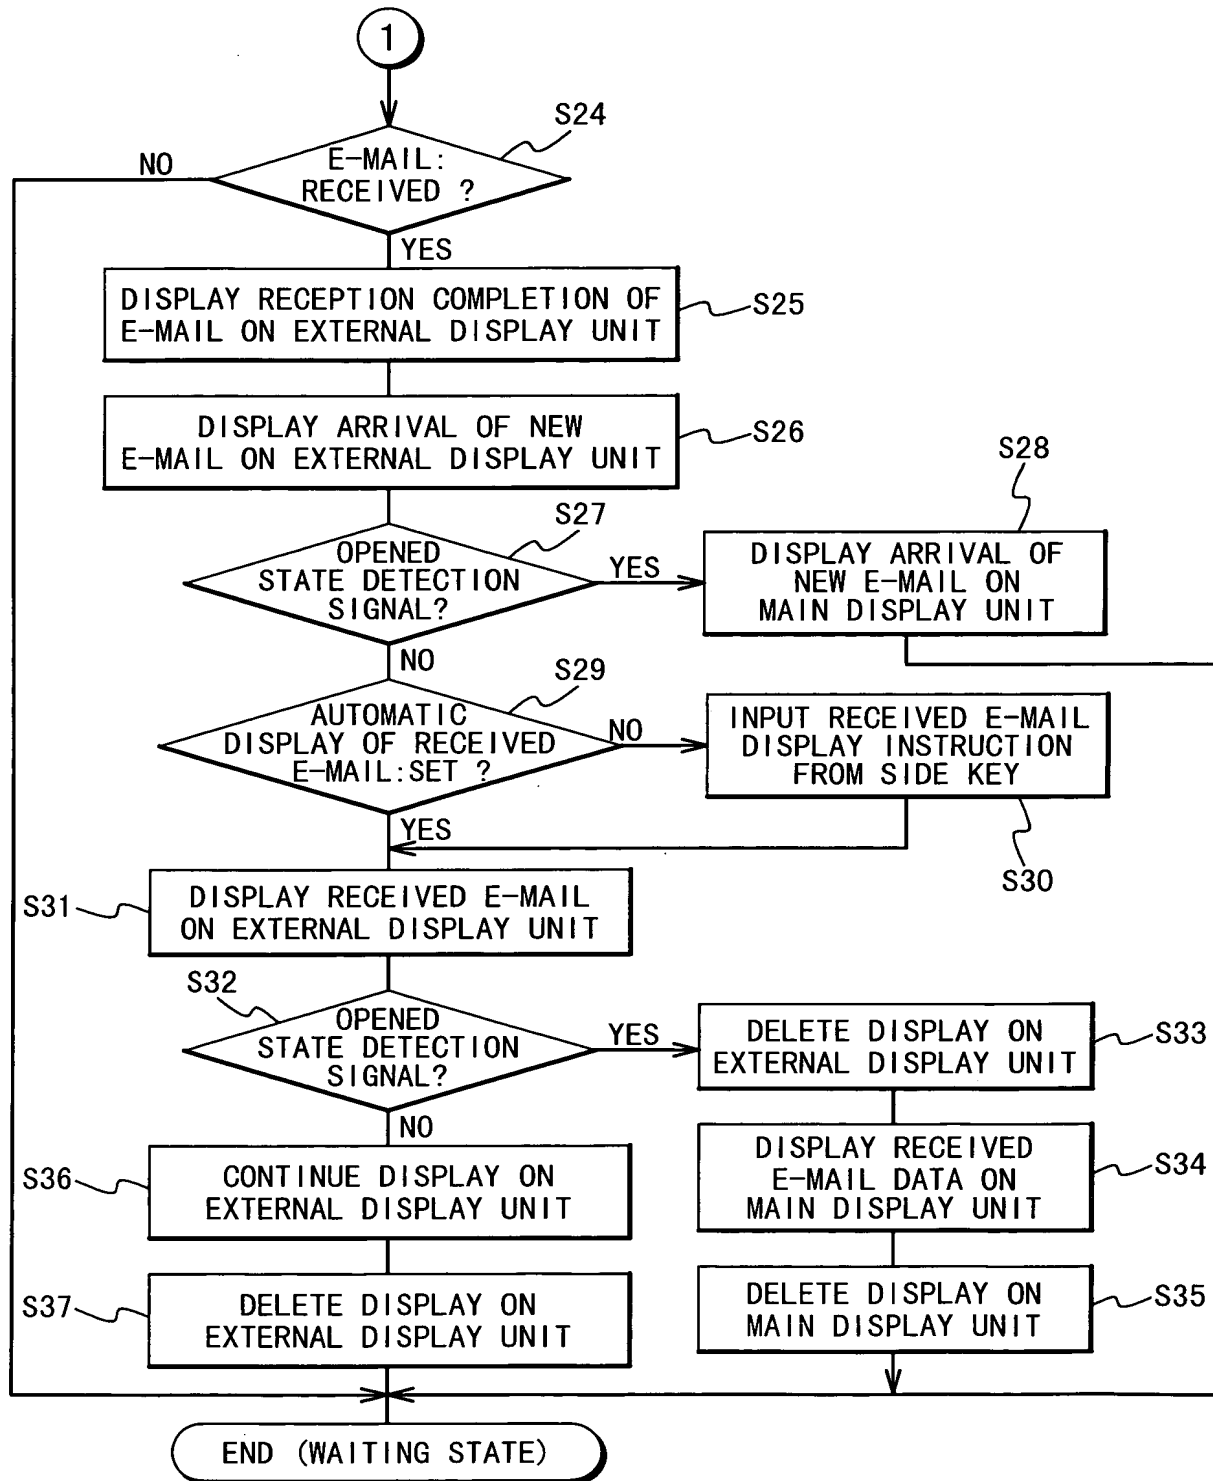 1
S24
NO
E-MAIL:
RECEIVED ?
YES
DISPLAY RECEPTION COMPLETION OF
E-MAIL ON EXTERNAL DISPLAY UNIT
S25
DISPLAY ARRIVAL OF NEW
E-MAIL ON EXTERNAL DISPLAY UNIT
S26
S27
OPENED
STATE DETECTION
SIGNAL?
YES
S28
DISPLAY ARRIVAL OF
NEW E-MAIL ON
MAIN DISPLAY UNIT
NO
S29
AUTOMATIC
DISPLAY OF RECEIVED
E-MAIL:SET ?
NO
INPUT RECEIVED E-MAIL
DISPLAY INSTRUCTION
FROM SIDE KEY
S30
YES
S31
DISPLAY RECEIVED E-MAIL
ON EXTERNAL DISPLAY UNIT
S32
OPENED
STATE DETECTION
SIGNAL?
YES
DELETE DISPLAY ON
EXTERNAL DISPLAY UNIT
S33
NO
DISPLAY RECEIVED
E-MAIL DATA ON
MAIN DISPLAY UNIT
S34
S36
CONTINUE DISPLAY ON
EXTERNAL DISPLAY UNIT
DELETE DISPLAY ON
MAIN DISPLAY UNIT
S35
S37
DELETE DISPLAY ON
EXTERNAL DISPLAY UNIT
END (WAITING STATE)